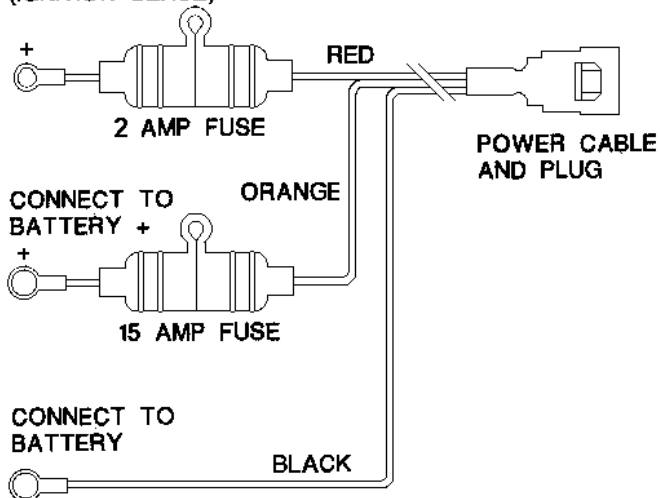 +
RED
2 AMP FUSE
POWER CABLE
AND PLUG
ORANGE
CONNECT TO
BATTERY +
+
15 AMP FUSE
CONNECT TO
BATTERY
BLACK